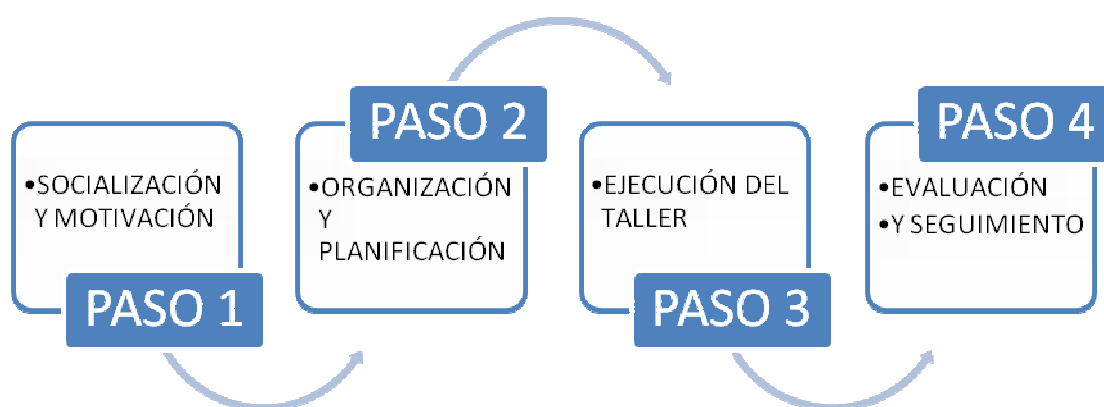 •SOCIALIZACIÓN
Y MOTIVACIÓN
PASO 1
PASO 2
•ORGANIZACIÓN
Y
PLANIFICACIÓN
•EJECUCIÓN DEL
TALLER
PASO 3
PASO 4
•EVALUACIÓN
•Y SEGUIMIENTO